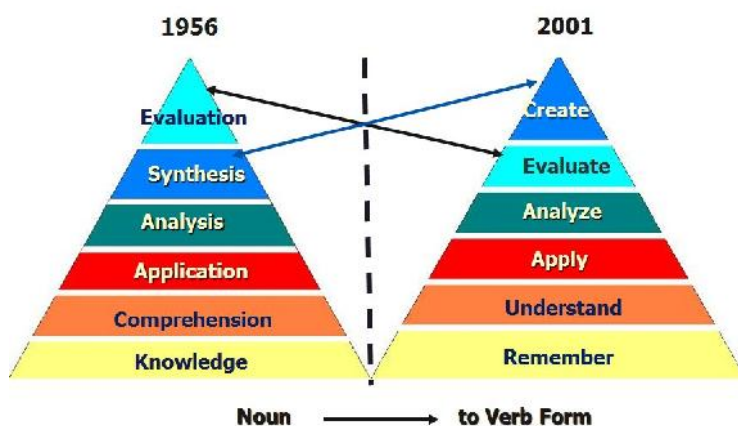 1956
Evaluation
Synthesis
Analysis
Application
Comprehension
Knowledge
2001
Create
Evaluate
Analyze
Apply
Understand
Remember
Noun to Verb Form